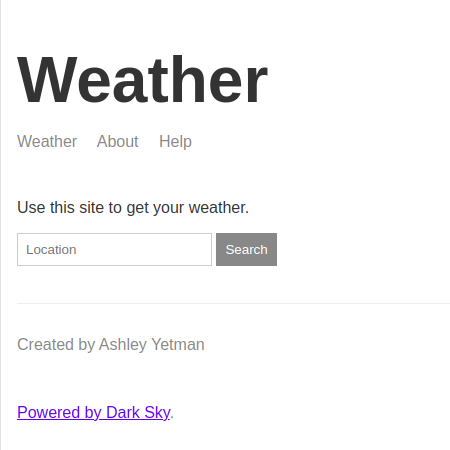 Weather
Weather About Help
Use this site to get your weather.
Location Search
Created by Ashley Yetman
Powered by Dark Sky.